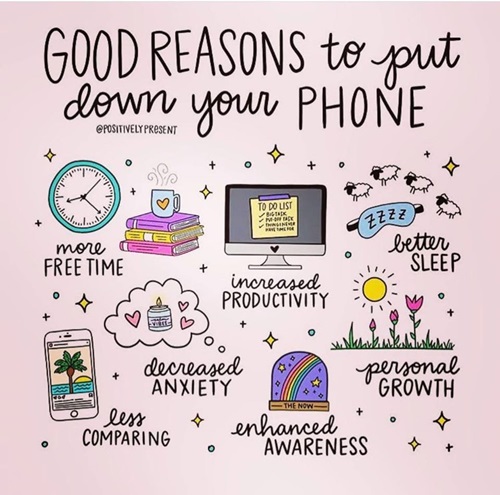 GOOD REASONS to put
down your PHONE
@POSITIVELYPRESENT
more
FREE TIME
TO DO LIST
BIG TASK
PUT-OFF TASK
THINGS I NEVER
HAVE TIME FOR
increased
PRODUCTIVITY
ZZZZ
better
SLEEP
VIBES
decreased
ANXIETY
less
COMPARING
THE NOW
enhanced
AWARENESS
personal
GROWTH